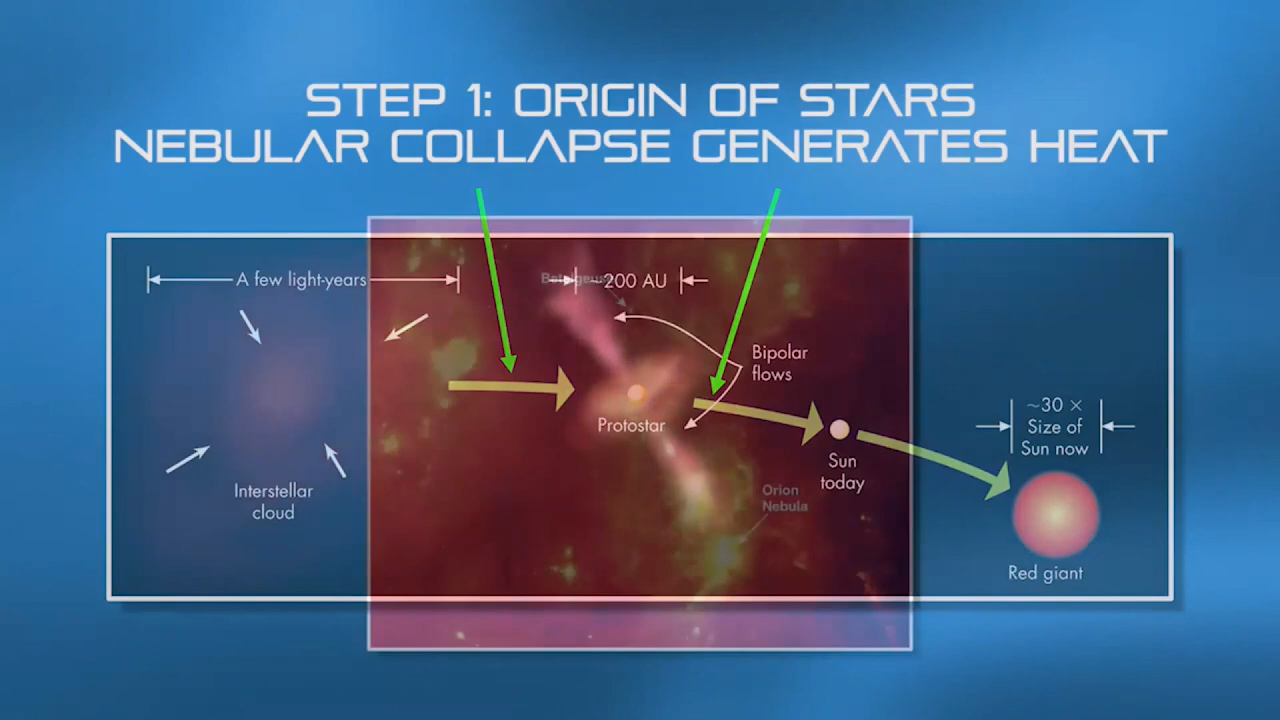 STEP 1: ORIGIN OF STARS
NEBULAR COLLAPSE GENERATES HEAT
A few light-years
Betelgeuse
~200 AU
Bipolar
flows
Protostar
~30 ×
Size of
Sun now
Sun
today
Interstellar
cloud
Orion
Nebula
Red giant